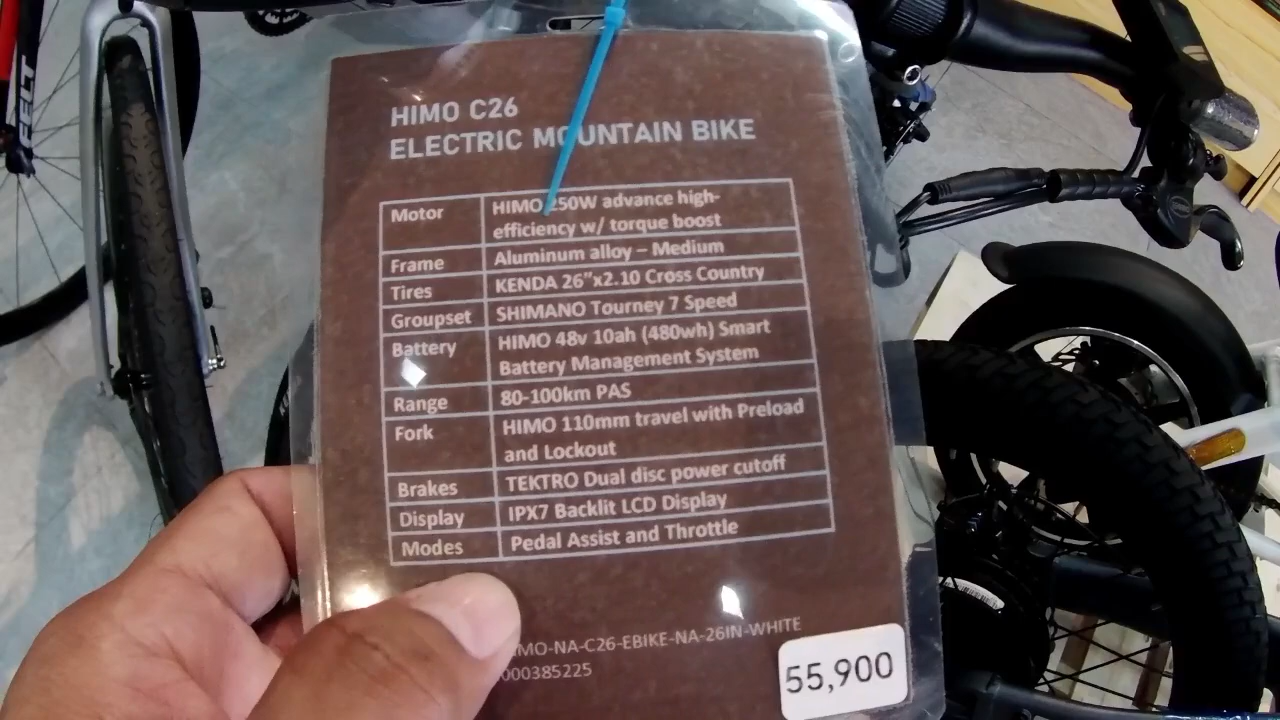 HIMO C26
ELECTRIC MOUNTAIN BIKE
Motor HIMO 250W advance high-
efficiency w/ torque boost
Frame Aluminum alloy – Medium
Tires KENDA 26"x2.10 Cross Country
Groupset SHIMANO Tourney 7 Speed
Battery HIMO 48v 10ah (480wh) Smart
Battery Management System
Range 80-100km PAS
Fork HIMO 110mm travel with Preload
and Lockout
Brakes TEKTRO Dual disc power cutoff
Display IPX7 Backlit LCD Display
Modes Pedal Assist and Throttle
MO-NA-C26-EBIKE-NA-26IN-WHITE
000385225
55,900
FELT